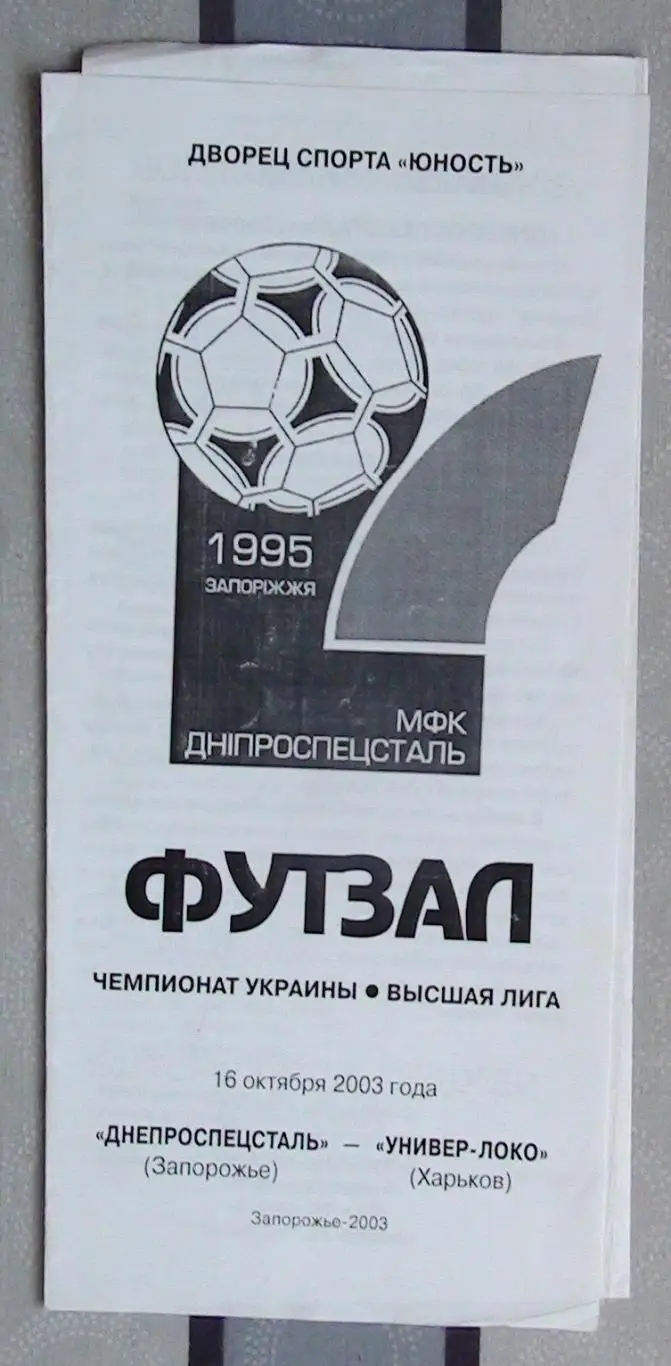 ДВОРЕЦ СПОРТА «ЮНОСТЬ»
1995
ЗАПОРІЖЖЯ
МФК
ДНІПРОСПЕЦСТАЛЬ
ФУТЗАЛ
ЧЕМПИОНАТ УКРАИНЫ ● ВЫСШАЯ ЛИГА
16 октября 2003 года
«ДНЕПРОСПЕЦСТАЛЬ» – «УНИВЕР-ЛОКО»
(Запорожье) (Харьков)
Запорожье-2003